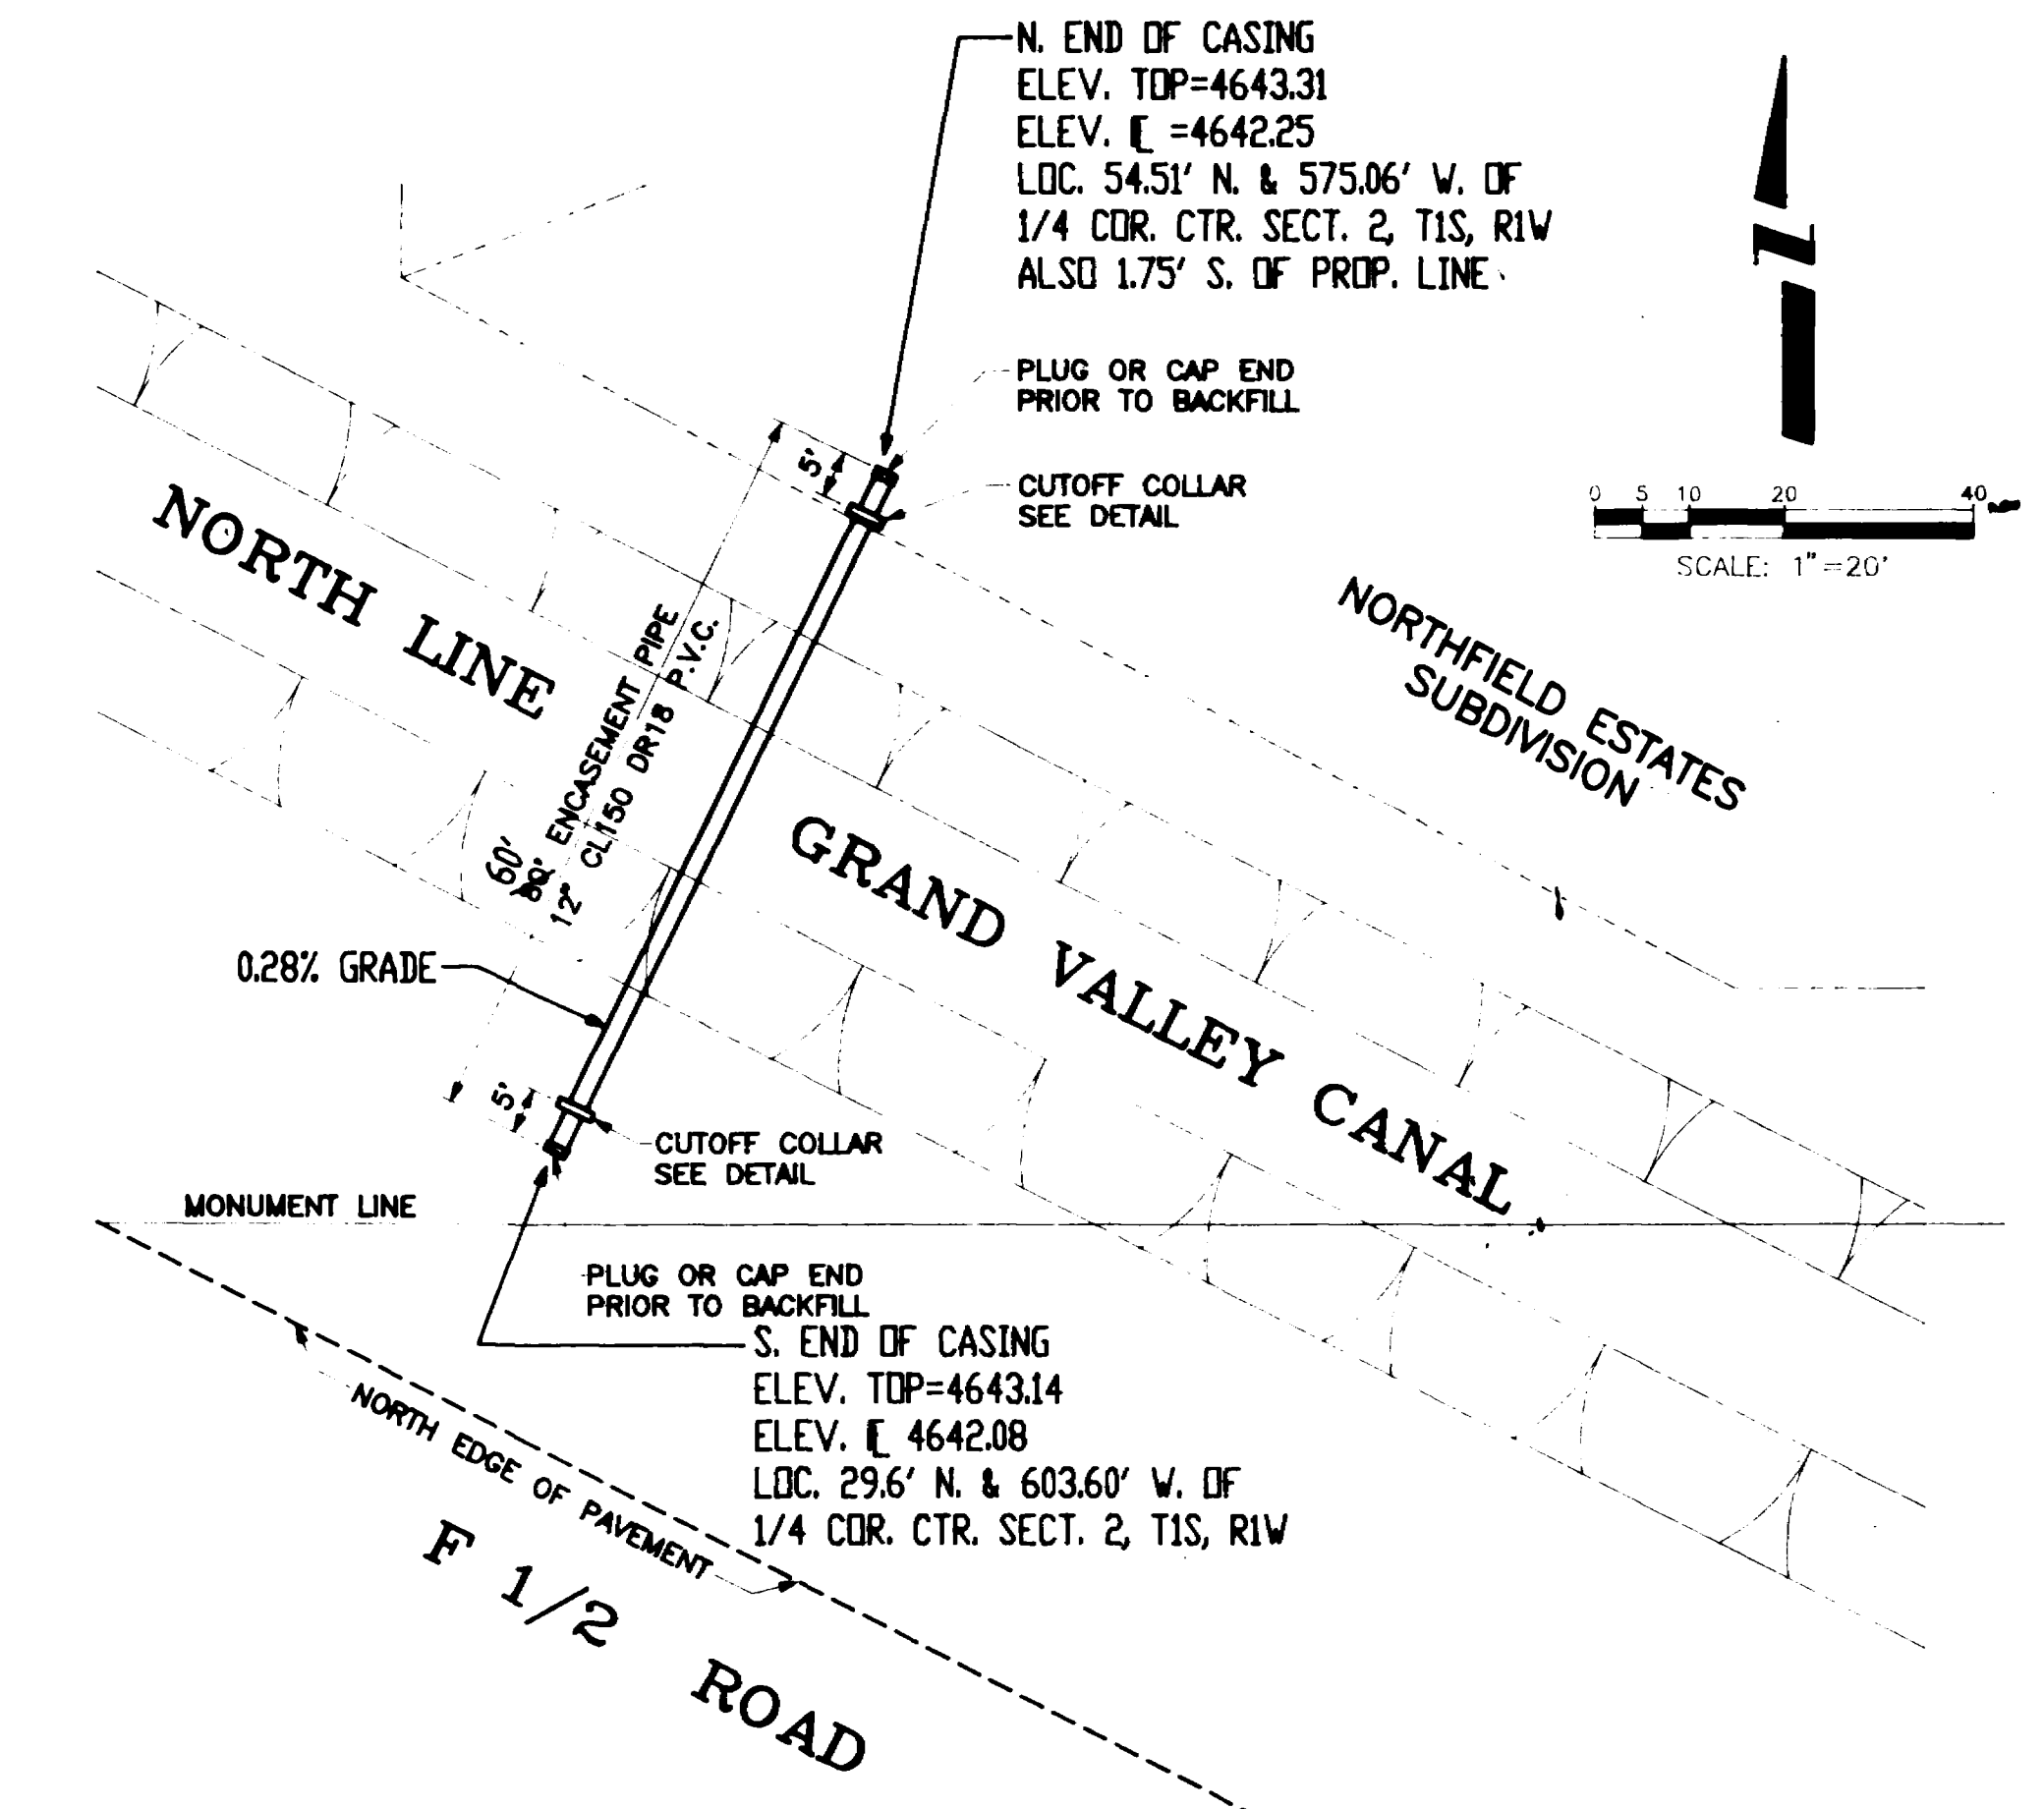 N. END OF CASING
ELEV. TOP=4643.31
ELEV. ℄ =4642.25
LOC. 54.51' N. & 575.06' W. OF
1/4 COR. CTR. SECT. 2, T1S, R1W
ALSO 1.75' S. OF PROP. LINE
PLUG OR CAP END
PRIOR TO BACKFILL
CUTOFF COLLAR
SEE DETAIL
5'
0 5 10 20 40
SCALE: 1"=20'
NORTHFIELD ESTATES
SUBDIVISION
NORTH LINE
GRAND VALLEY CANAL
60'
ENCASEMENT PIPE
12" CL150 DR18 P.V.C.
0.28% GRADE
5'
CUTOFF COLLAR
SEE DETAIL
MONUMENT LINE
PLUG OR CAP END
PRIOR TO BACKFILL
S. END OF CASING
ELEV. TOP=4643.14
ELEV. ℄ 4642.08
LOC. 29.6' N. & 603.60' W. OF
1/4 COR. CTR. SECT. 2, T1S, R1W
NORTH EDGE OF PAVEMENT
F 1/2 ROAD